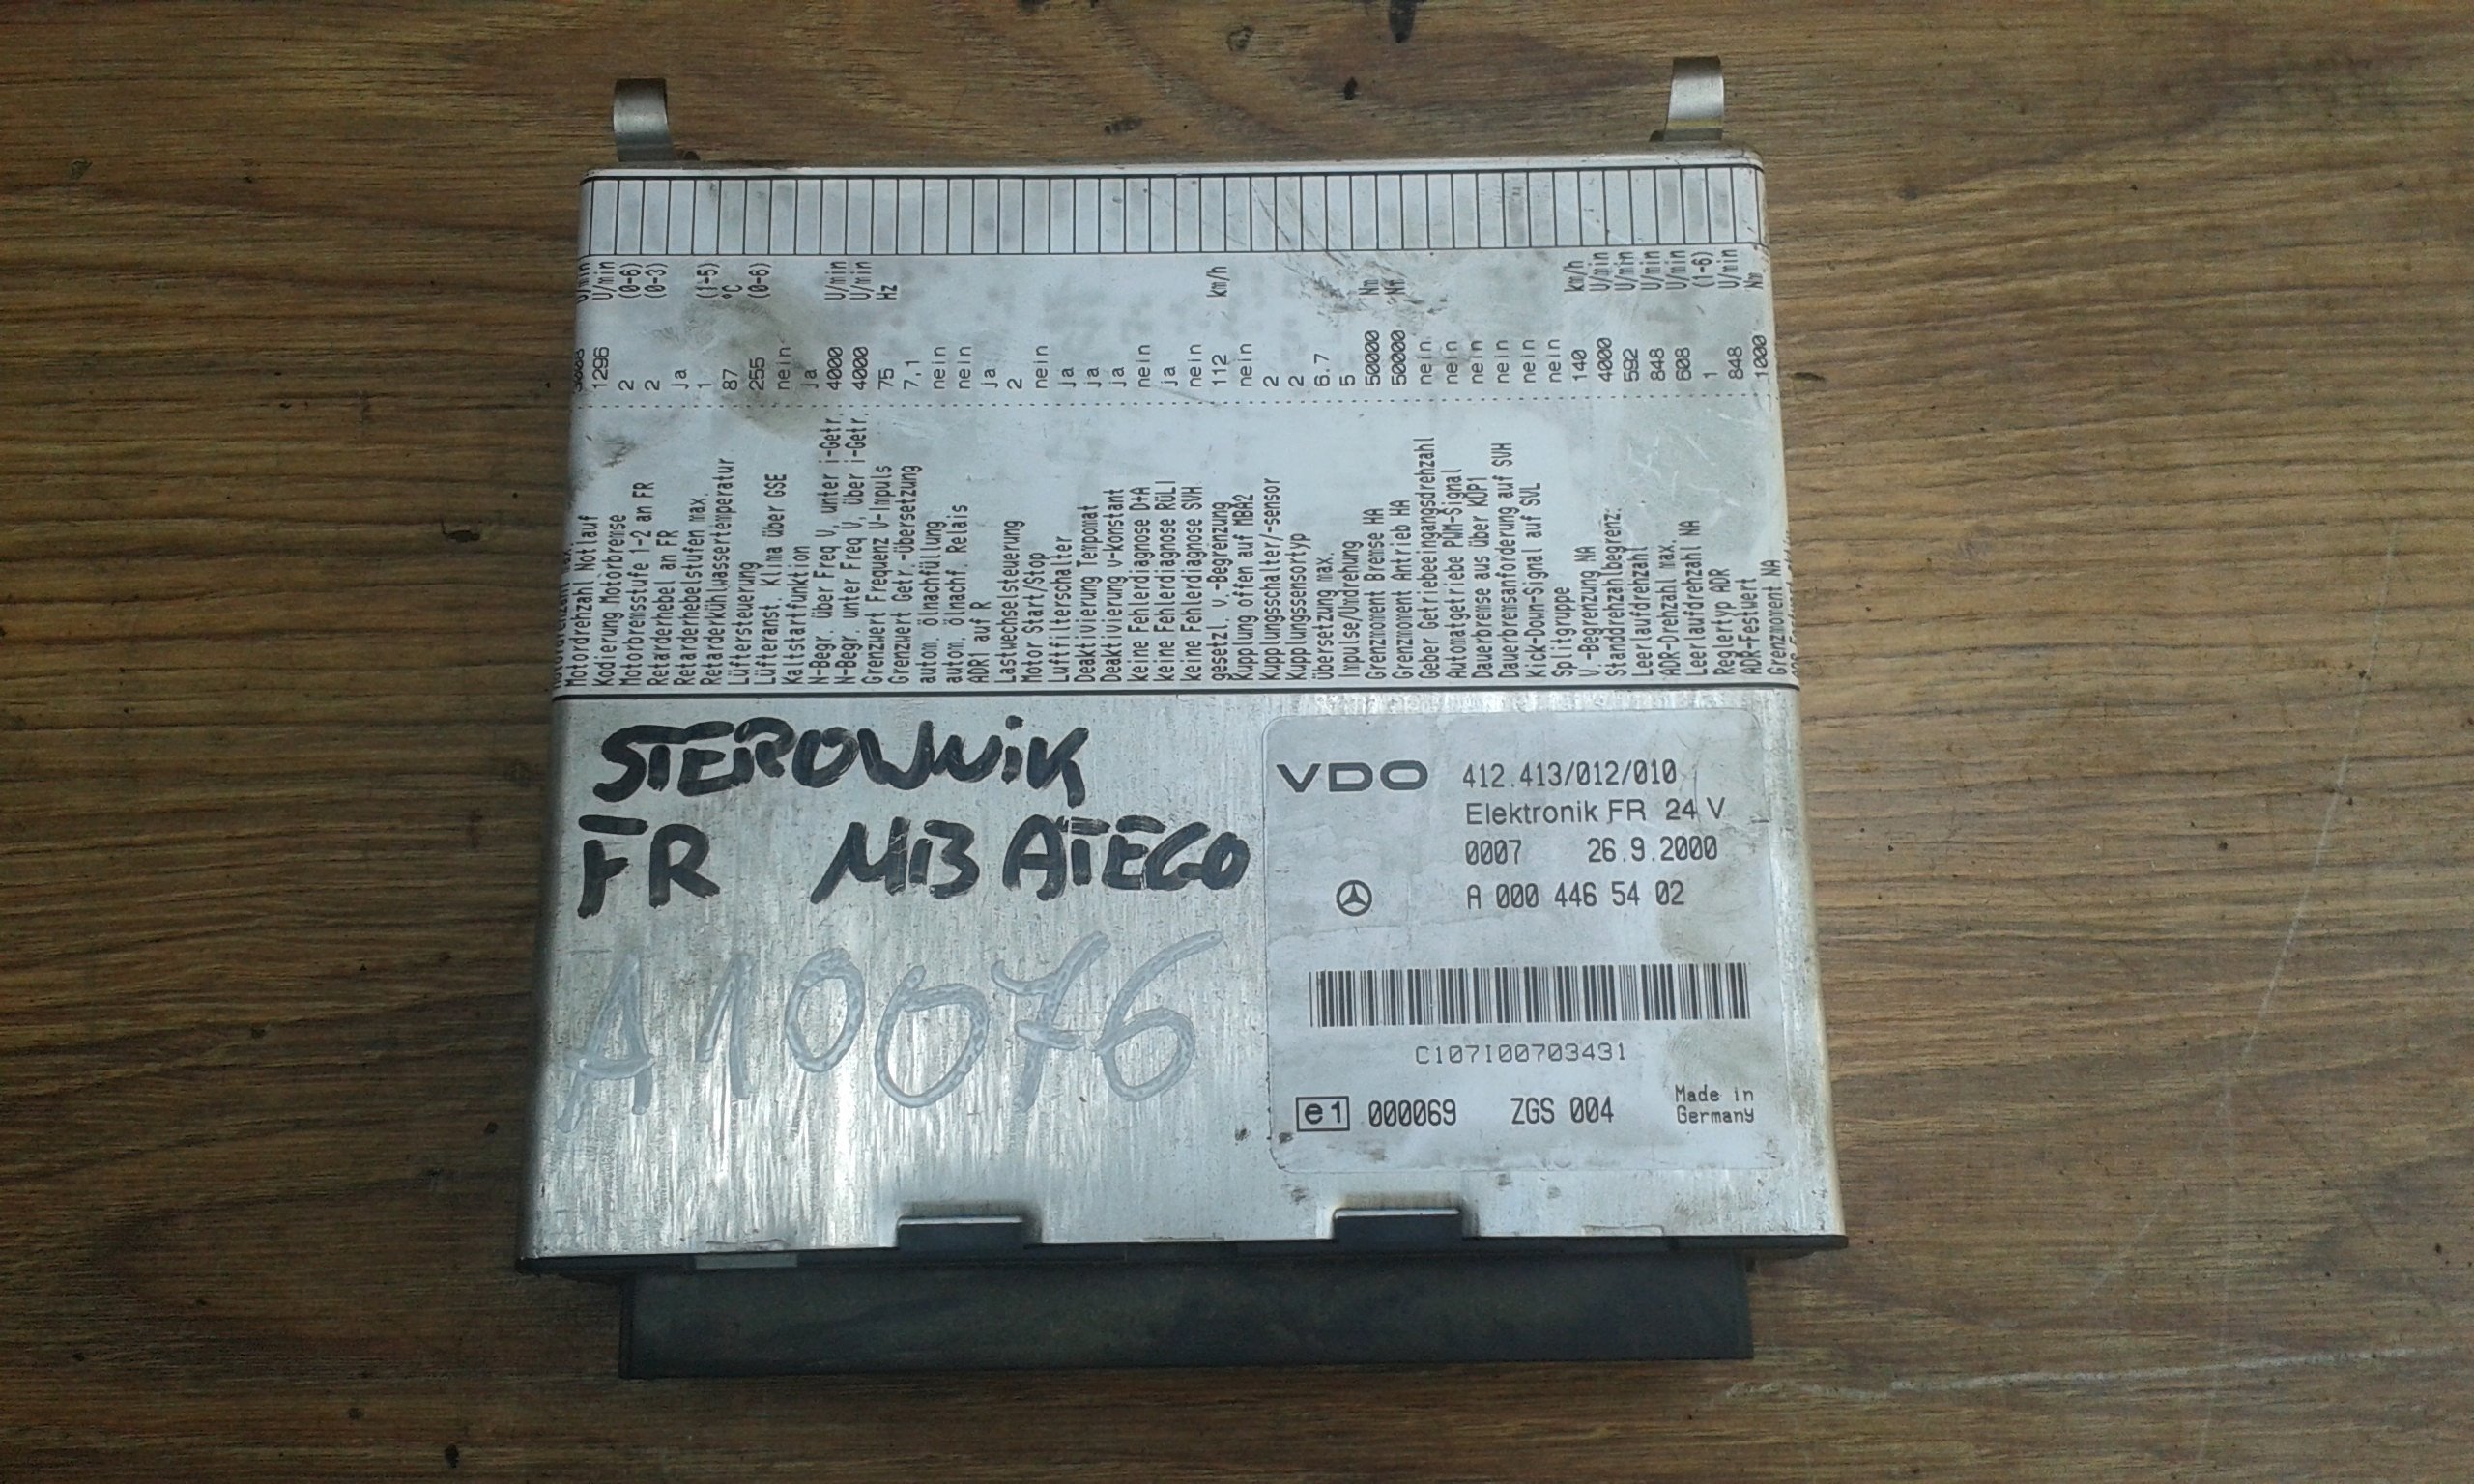 U/min
1296 U/min
2 (0-6)
2 (0-3)
ja
1 (1-5)
87 °C
255 (0-6)
nein
ja
4000 U/min
4000 U/min
75 Hz
7,1
nein
nein
ja
2
nein
ja
ja
ja
nein
ja
nein
112 km/h
nein
2
2
6.7
5
50000 Nm
50000 Nm
nein
nein
nein
nein
nein
nein
140 km/h
4000 U/min
592 U/min
848 U/min
608 U/min
1 (1-6)
848 U/min
1000 Nm
Motordrehzahl Notlauf
Kodierung Motorbremse
Motorbremsstufe 1-2 an FR
Retarderhebel an FR
Retarderhebelstufen max.
Retarderkühlwassertemperatur
Lüftersteuerung
Lüfteranst. Klima über GSE
Kaltstartfunktion
N-Begr. über Freq V, unter i-Getr.
N-Begr. unter Freq V, über i-Getr.
Grenzwert Frequenz V-Impuls
Grenzwert Getr.-übersetzung
autom. Ölnachfüllung
autom. Ölnachf. Relais
ADR1 auf R
Lastwechselsteuerung
Motor Start/Stop
Luftfilterschalter
Deaktivierung Tempomat
Deaktivierung v-konstant
keine Fehlerdiagnose D+A
keine Fehlerdiagnose RÜL1
keine Fehlerdiagnose SVH
gesetzl. v.-Begrenzung
Kupplung offen auf MBA2
Kupplungsschalter/-sensor
Kupplungssensortyp
Übersetzung max.
Impulse/Umdrehung
Grenzmoment Bremse HA
Grenzmoment Antrieb HA
Geber Getriebeeingangsdrehzahl
Automatgetriebe PWM-Signal
Dauerbremse aus über KÜP1
Dauerbremsanforderung auf SVH
Kick-Down-Signal auf SVL
Splitgruppe
V -Begrenzung NA
Standdrehzahlbegrenz.
Leerlaufdrehzahl
ADR-Drehzahl max.
Leerlaufdrehzahl NA
Reglertyp ADR
ADR-Festwert
Grenzmoment NA
STEROWNiK
FR MB ATEGO
A10076
VDO 412.413/012/010
Elektronik FR 24 V
0007 26.9.2000
A 000 446 54 02
C107I00703431
e1 000069 ZGS 004 Made in
Germany